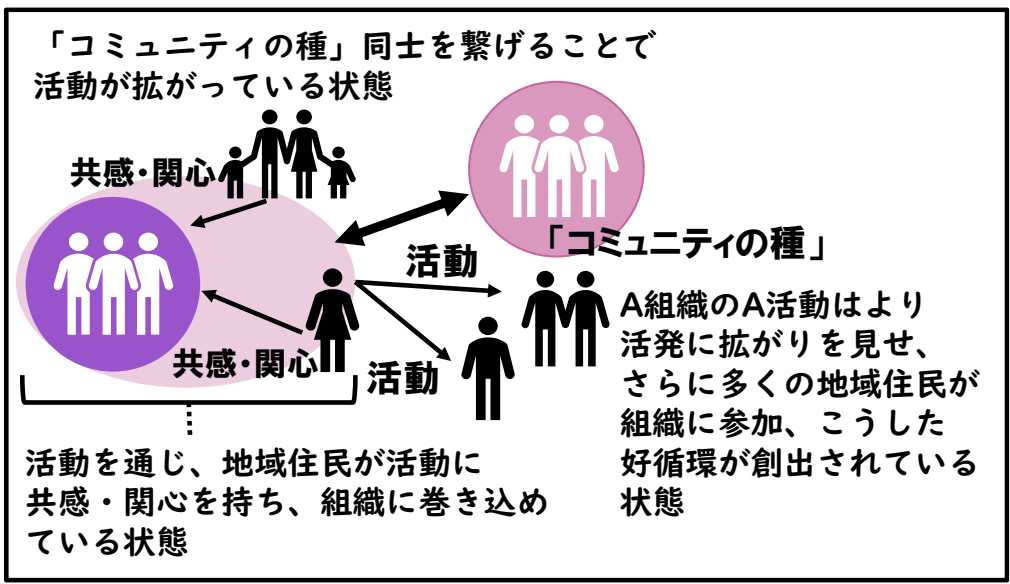 「コミュニティの種」同士を繋げることで
活動が拡がっている状態
共感・関心
「コミュニティの種」
活動
A組織のA活動はより
活発に拡がりを見せ、
さらに多くの地域住民が
組織に参加、こうした
好循環が創出されている
状態
共感・関心
活動
活動を通じ、地域住民が活動に
共感・関心を持ち、組織に巻き込め
ている状態